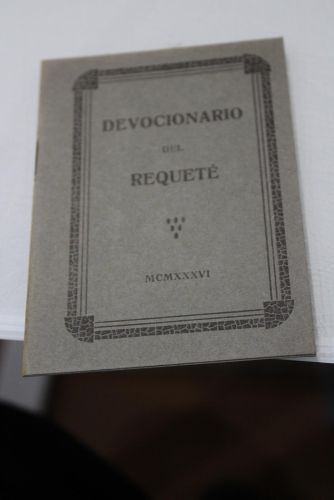 DEVOCIONARIO
DEL
REQUETÉ
MCMXXXVI